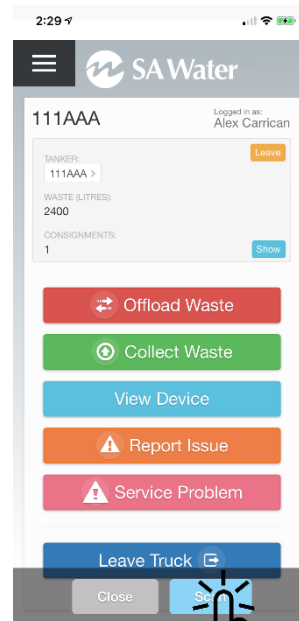 2:29
SA Water
111AAA
Logged in as:
Alex Carrican
TANKER:
Leave
111AAA >
WASTE (LITRES):
2400
CONSIGNMENTS:
1
Show
Offload Waste
Collect Waste
View Device
Report Issue
Service Problem
Leave Truck
Close